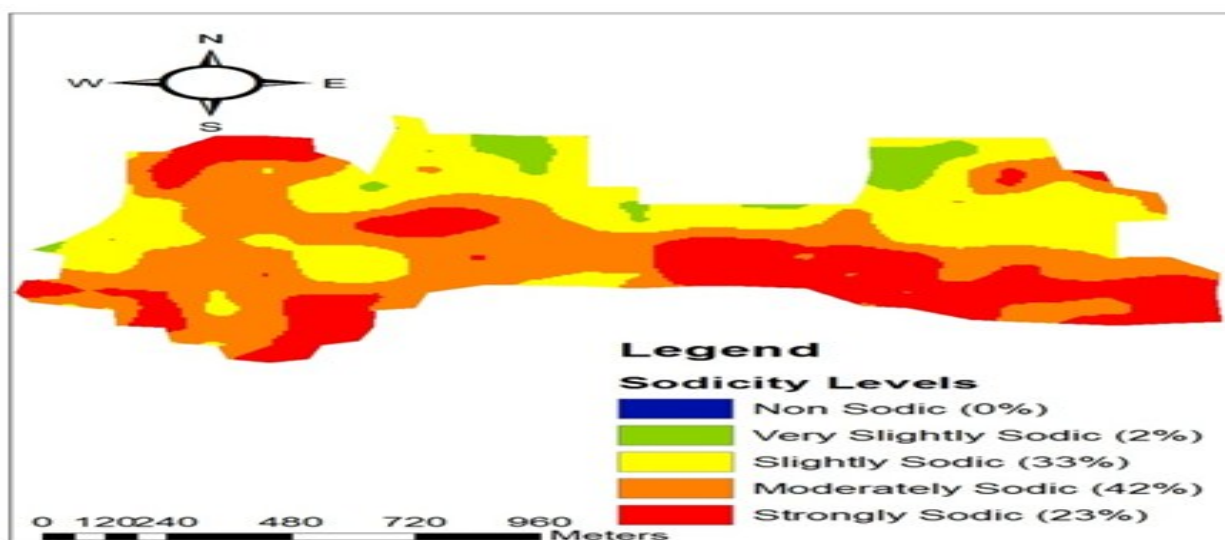 N
W E
S
Legend
Sodicity Levels
Non Sodic (0%)
Very Slightly Sodic (2%)
Slightly Sodic (33%)
Moderately Sodic (42%)
Strongly Sodic (23%)
0 120240 480 720 960
Meters